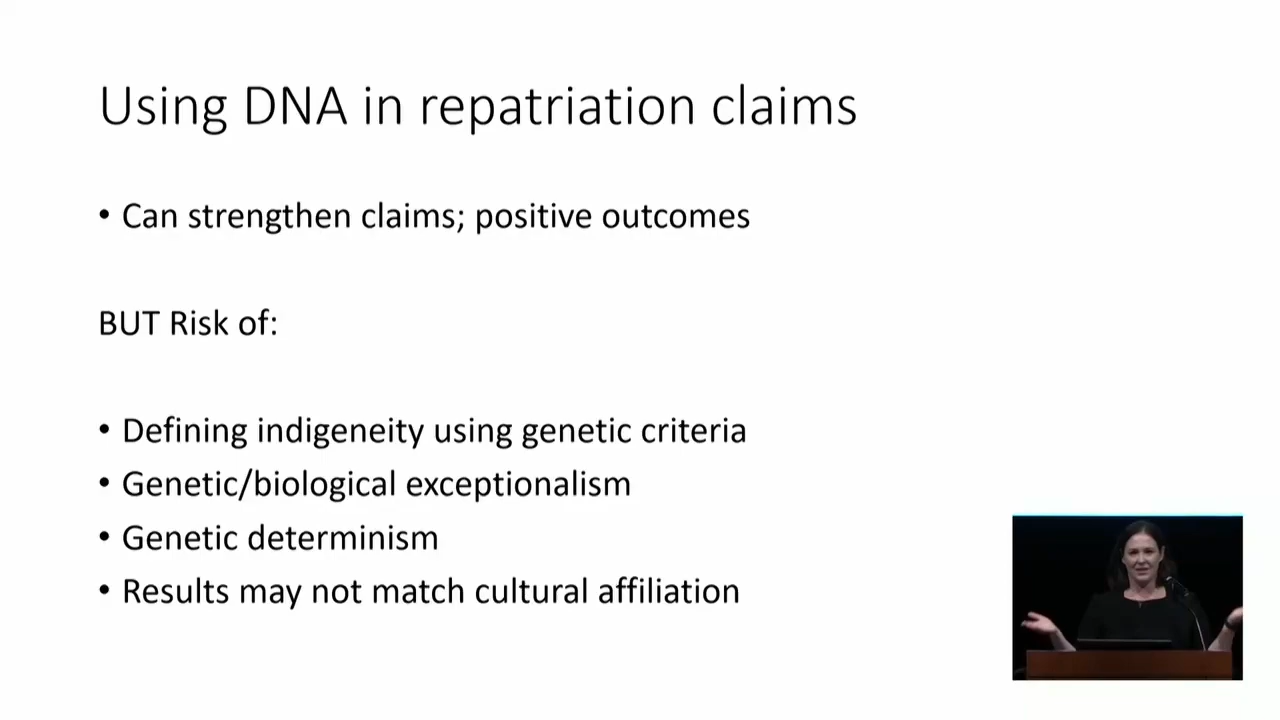 Using DNA in repatriation claims
• Can strengthen claims; positive outcomes
BUT Risk of:
• Defining indigeneity using genetic criteria
• Genetic/biological exceptionalism
• Genetic determinism
• Results may not match cultural affiliation